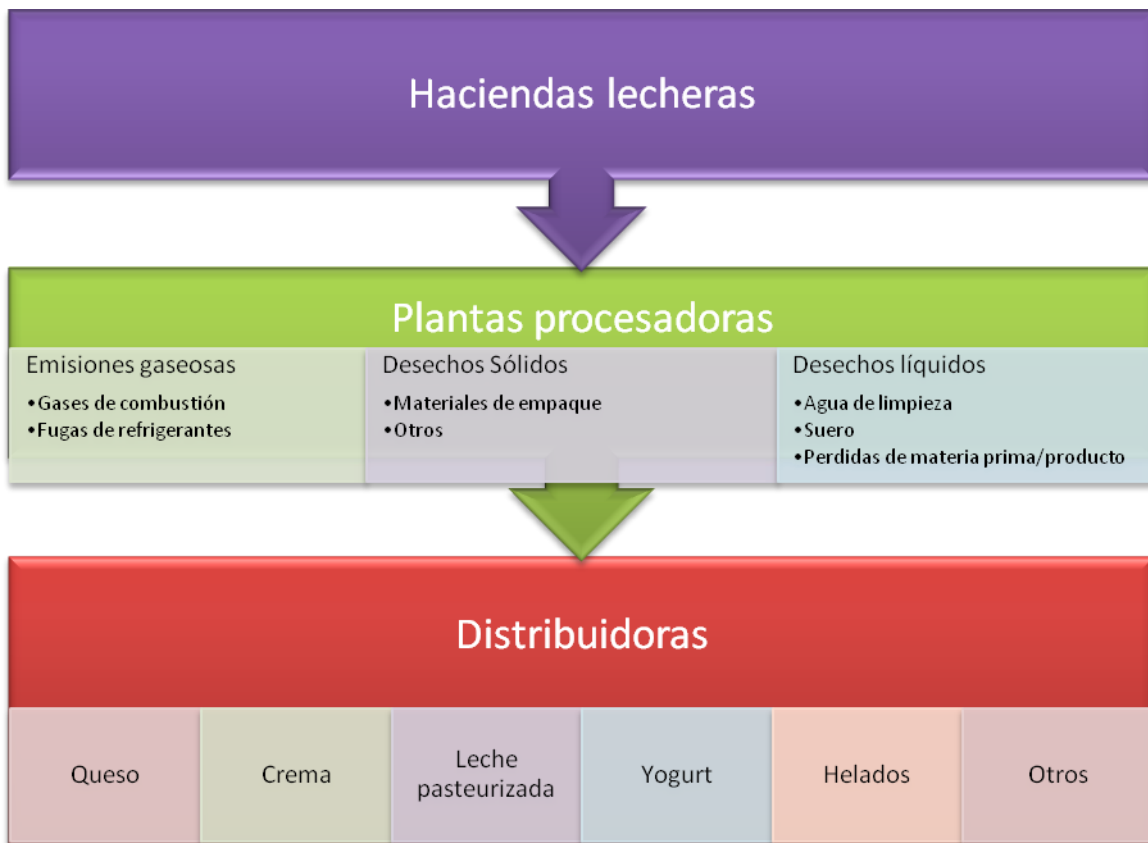 Haciendas lecheras
Plantas procesadoras
Emisiones gaseosas
•Gases de combustión
•Fugas de refrigerantes
Desechos Sólidos
•Materiales de empaque
•Otros
Desechos líquidos
•Agua de limpieza
•Suero
•Perdidas de materia prima/producto
Distribuidoras
Queso
Crema
Leche
pasteurizada
Yogurt
Helados
Otros